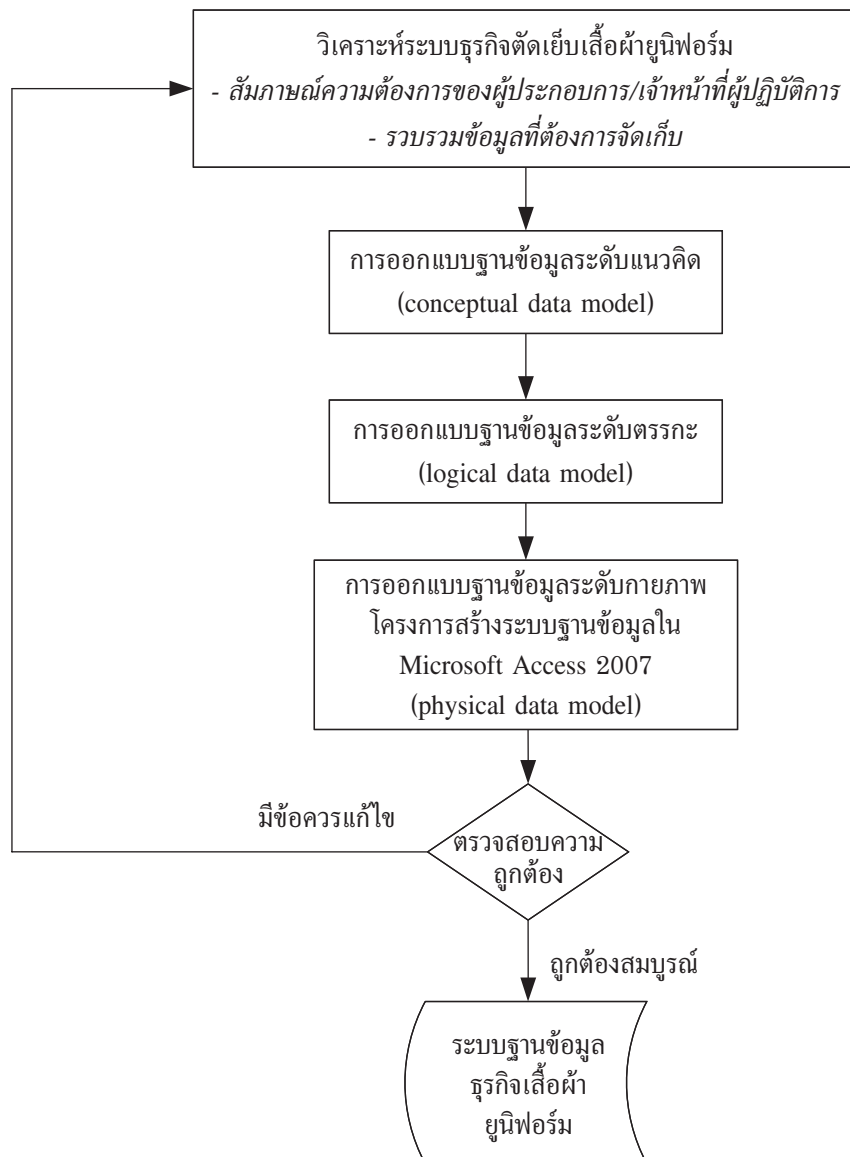 วิเคราะห์ระบบธุรกิจตัดเย็บเสื้อผ้ายูนิฟอร์ม
- สัมภาษณ์ความต้องการของผู้ประกอบการ/เจ้าหน้าที่ผู้ปฏิบัติการ
- รวบรวมข้อมูลที่ต้องการจัดเก็บ
การออกแบบฐานข้อมูลระดับแนวคิด
(conceptual data model)
การออกแบบฐานข้อมูลระดับตรรกะ
(logical data model)
การออกแบบฐานข้อมูลระดับกายภาพ
โครงการสร้างระบบฐานข้อมูลใน
Microsoft Access 2007
(physical data model)
มีข้อควรแก้ไข
ตรวจสอบความ
ถูกต้อง
ถูกต้องสมบูรณ์
ระบบฐานข้อมูล
ธุรกิจเสื้อผ้า
ยูนิฟอร์ม